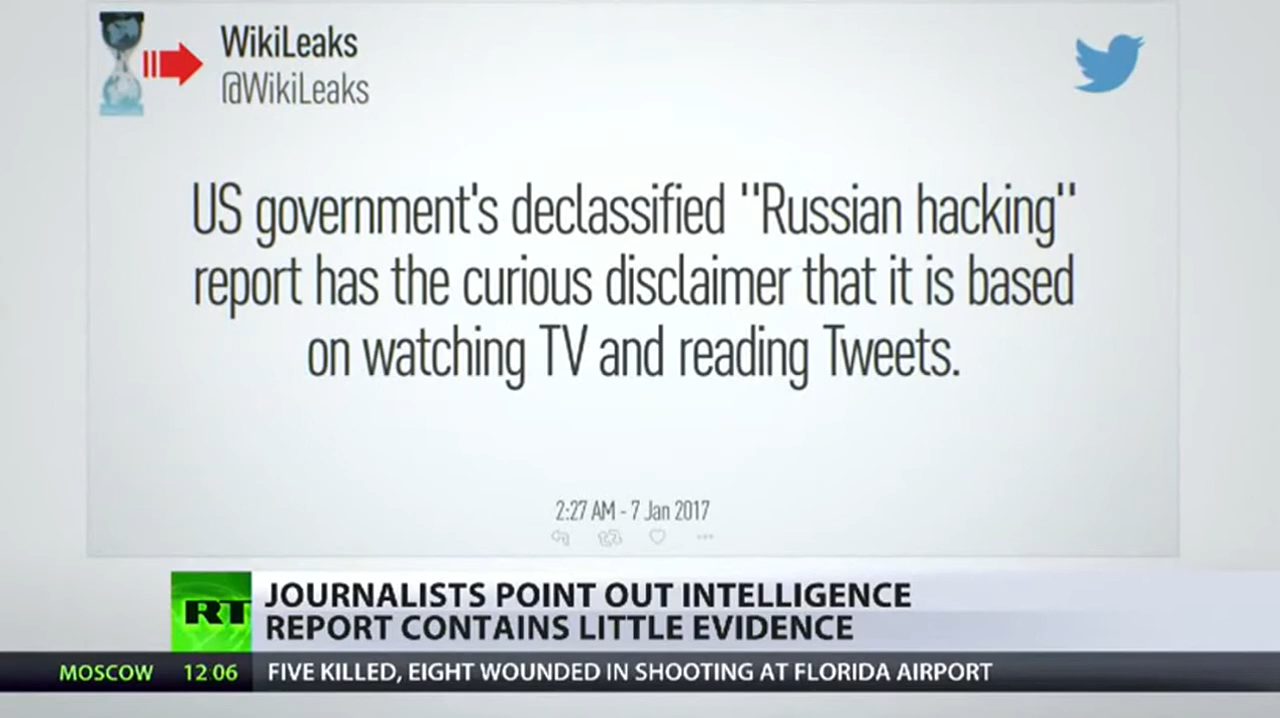 WikiLeaks
@WikiLeaks
US government's declassified "Russian hacking"
report has the curious disclaimer that it is based
on watching TV and reading Tweets.
2:27 AM - 7 Jan 2017
RT
JOURNALISTS POINT OUT INTELLIGENCE
REPORT CONTAINS LITTLE EVIDENCE
MOSCOW 12:06 FIVE KILLED, EIGHT WOUNDED IN SHOOTING AT FLORIDA AIRPORT